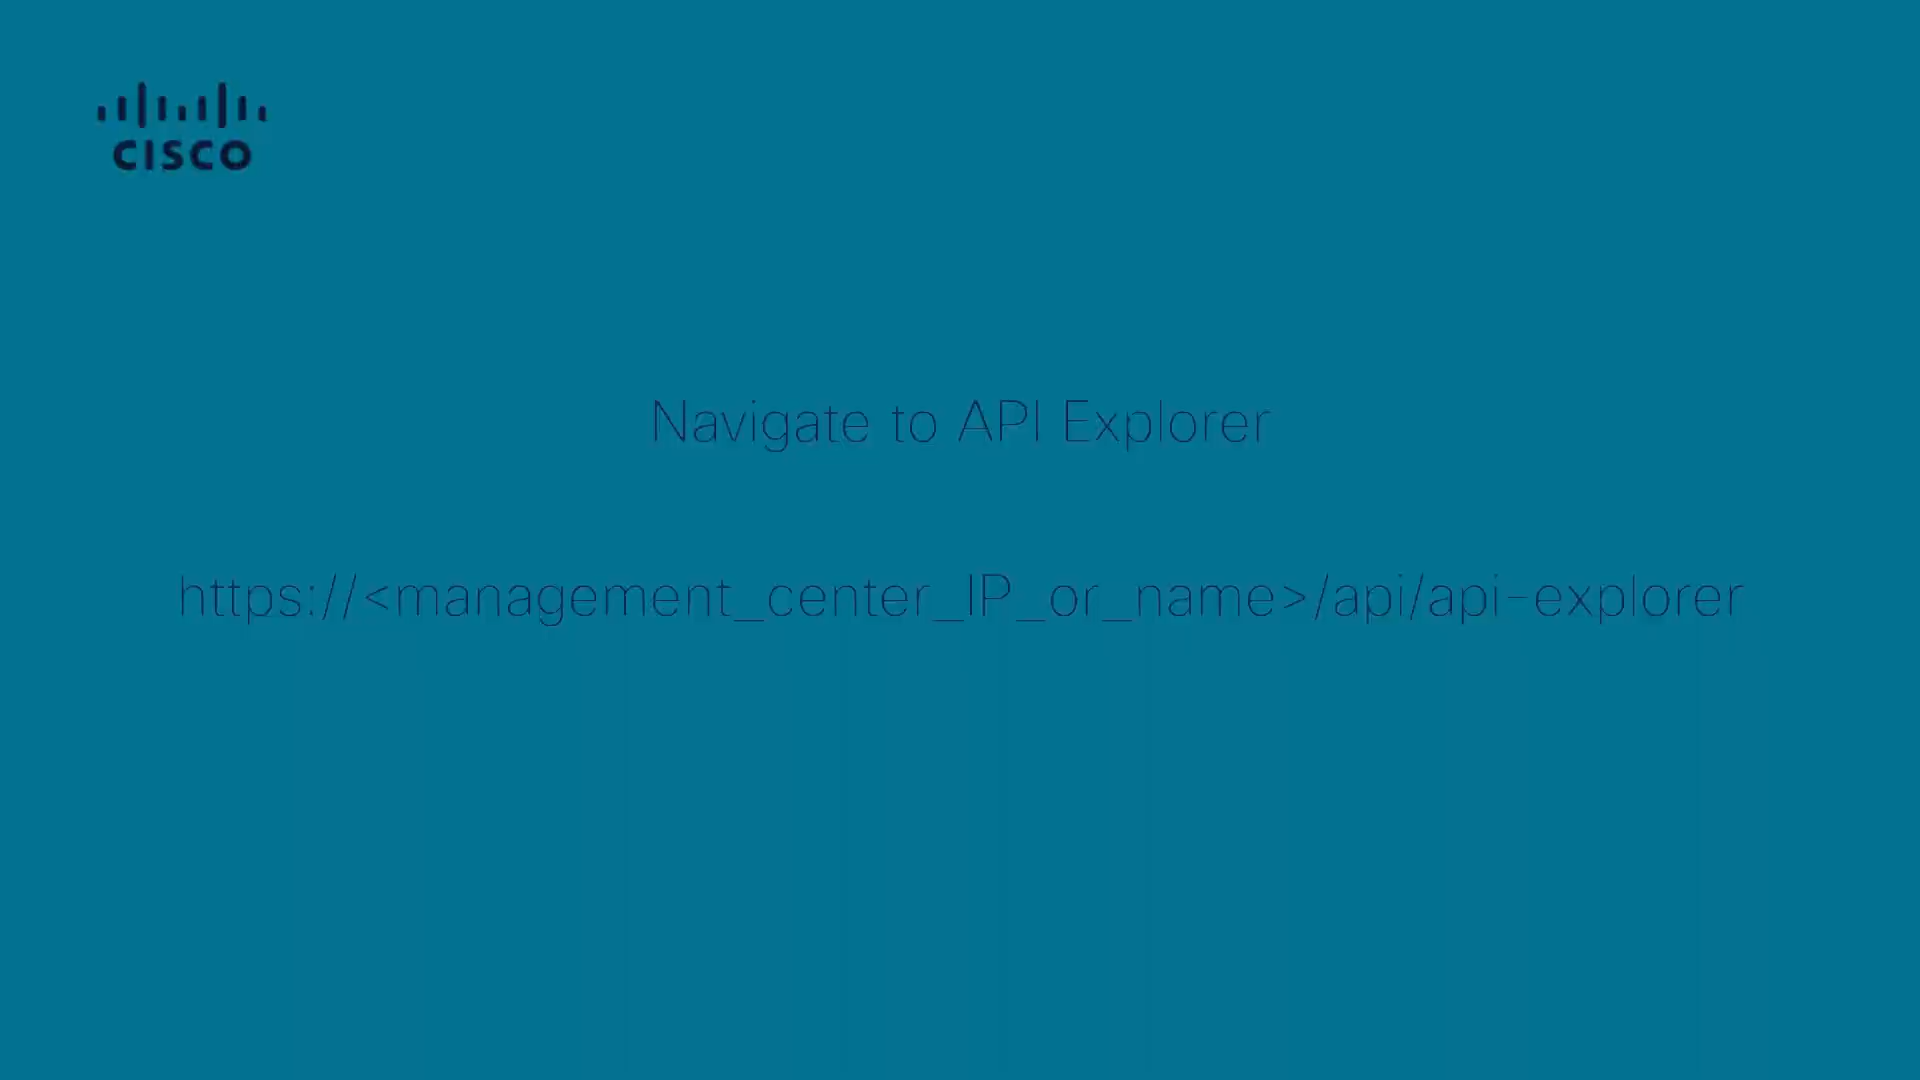 CISCO
Navigate to API Explorer
https://<management_center_IP_or_name>/api/api-explorer